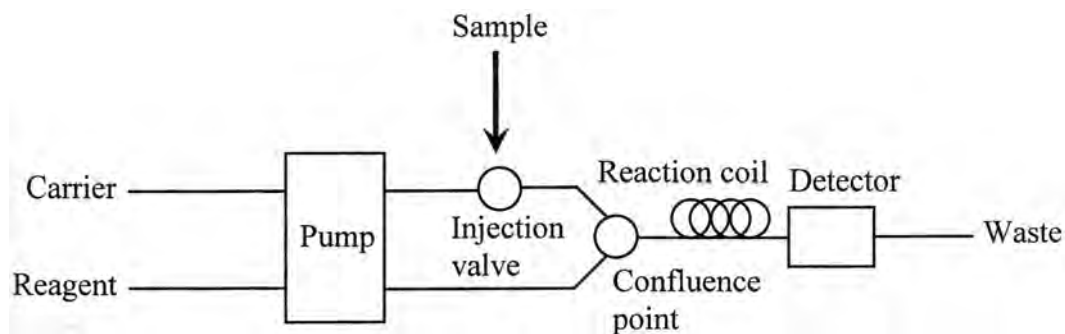 Sample
Carrier
Reagent
Pump
Injection
valve
Reaction coil
Confluence
point
Detector
Waste